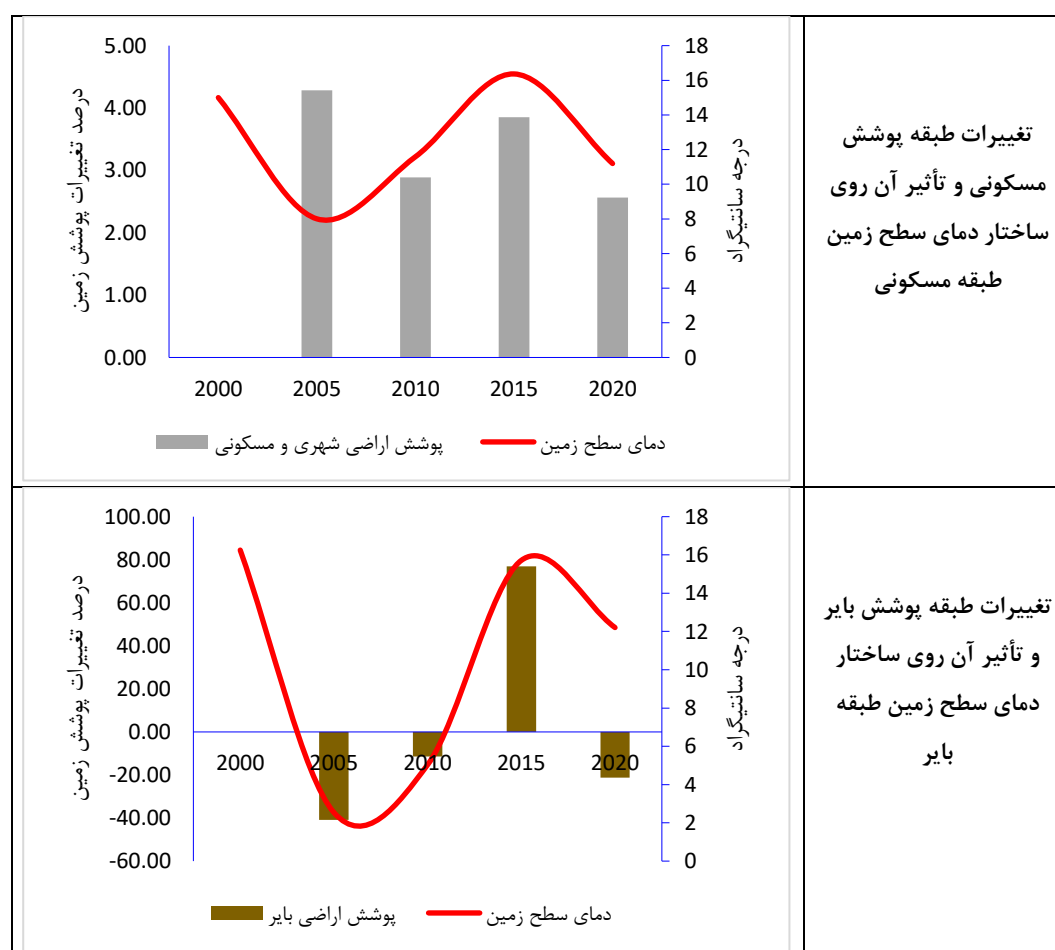 5.00
4.00
3.00
2.00
1.00
0.00
درصد تغییرات پوشش زمین
18
16
14
12
10
8
6
4
2
0
درجه سانتیگراد
2000 2005 2010 2015 2020
پوشش اراضی شهری و مسکونی دمای سطح زمین
تغییرات طبقه پوشش
مسکونی و تأثیر آن روی
ساختار دمای سطح زمین
طبقه مسکونی
100.00
80.00
60.00
40.00
20.00
0.00
-20.00
-40.00
-60.00
درصد تغییرات پوشش زمین
18
16
14
12
10
8
6
4
2
0
درجه سانتیگراد
2000 2005 2010 2015 2020
پوشش اراضی بایر دمای سطح زمین
تغییرات طبقه پوشش بایر
و تأثیر آن روی ساختار
دمای سطح زمین طبقه
بایر